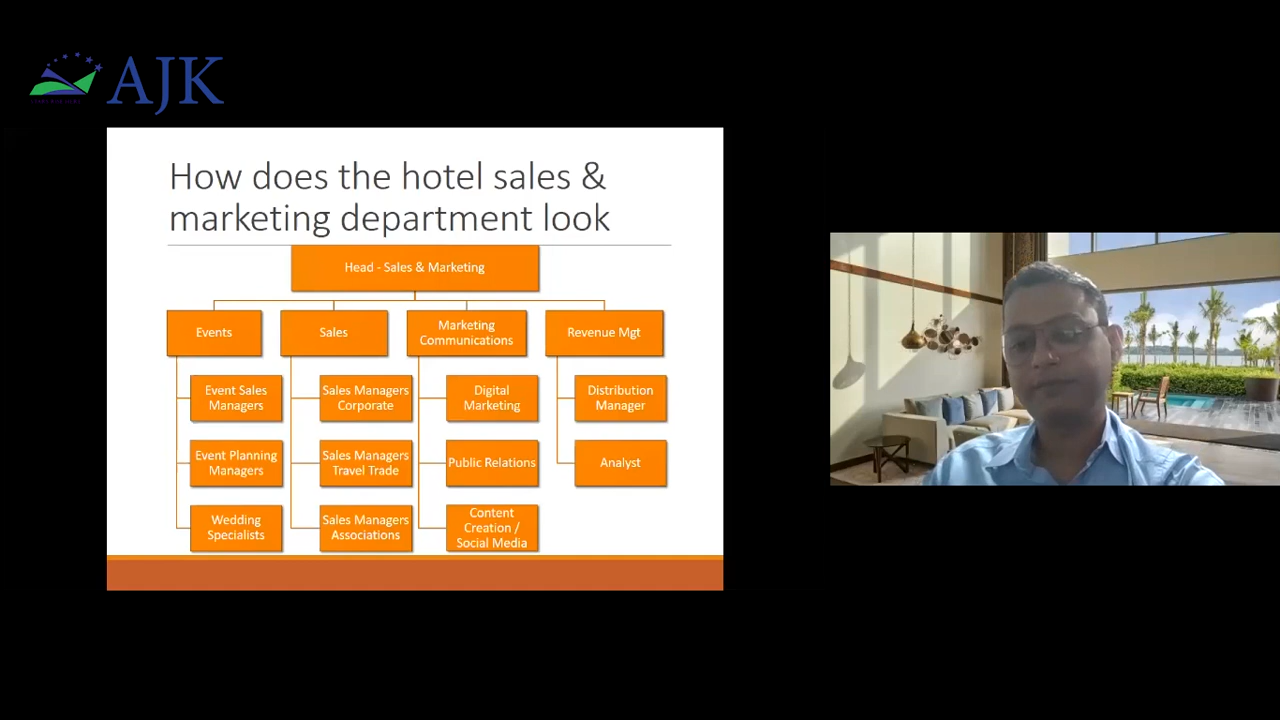 AJK
How does the hotel sales &
marketing department look
Head - Sales & Marketing
Events
Sales
Marketing
Communications
Revenue Mgt
Event Sales
Managers
Sales Managers
Corporate
Digital
Marketing
Distribution
Manager
Event Planning
Managers
Sales Managers
Travel Trade
Public Relations
Analyst
Wedding
Specialists
Sales Managers
Associations
Content
Creation /
Social Media